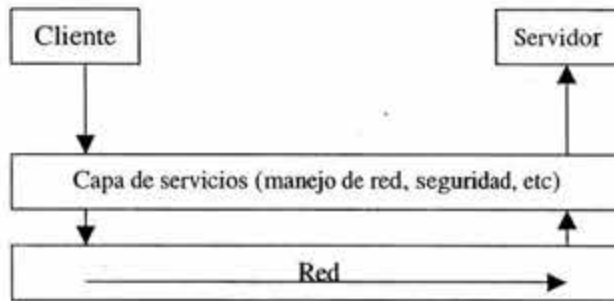 Cliente
Servidor
Capa de servicios (manejo de red, seguridad, etc)
Red